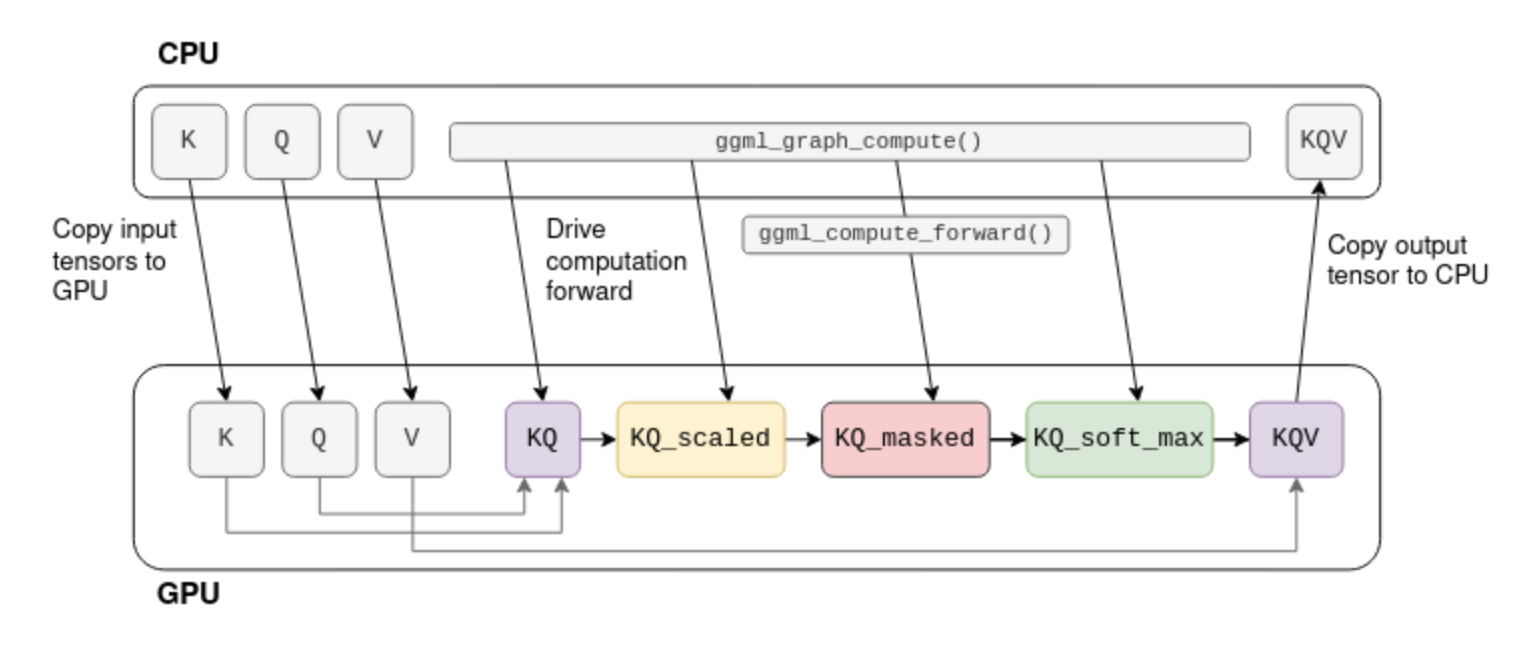 CPU
K
Q
V
ggml_graph_compute()
KQV
Copy input
tensors to
GPU
Drive
computation
forward
ggml_compute_forward()
Copy output
tensor to CPU
K
Q
V
KQ
KQ_scaled
KQ_masked
KQ_soft_max
KQV
GPU